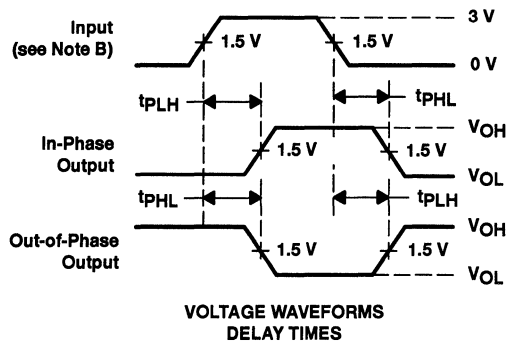 Input
(see Note B)
1.5 V
1.5 V
3 V
0 V
tPLH
tPHL
In-Phase
Output
1.5 V
1.5 V
VOH
VOL
tPHL
tPLH
Out-of-Phase
Output
1.5 V
1.5 V
VOH
VOL
VOLTAGE WAVEFORMS
DELAY TIMES